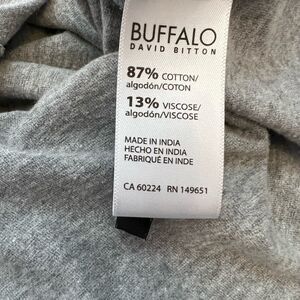 BUFFALO
DAVID BITTON
87% COTTON/
algodón/COTON
13% VISCOSE/
algodón/VISCOSE
MADE IN INDIA
HECHO EN INDIA
FABRIQUÉ EN INDE
CA 60224 RN 149651